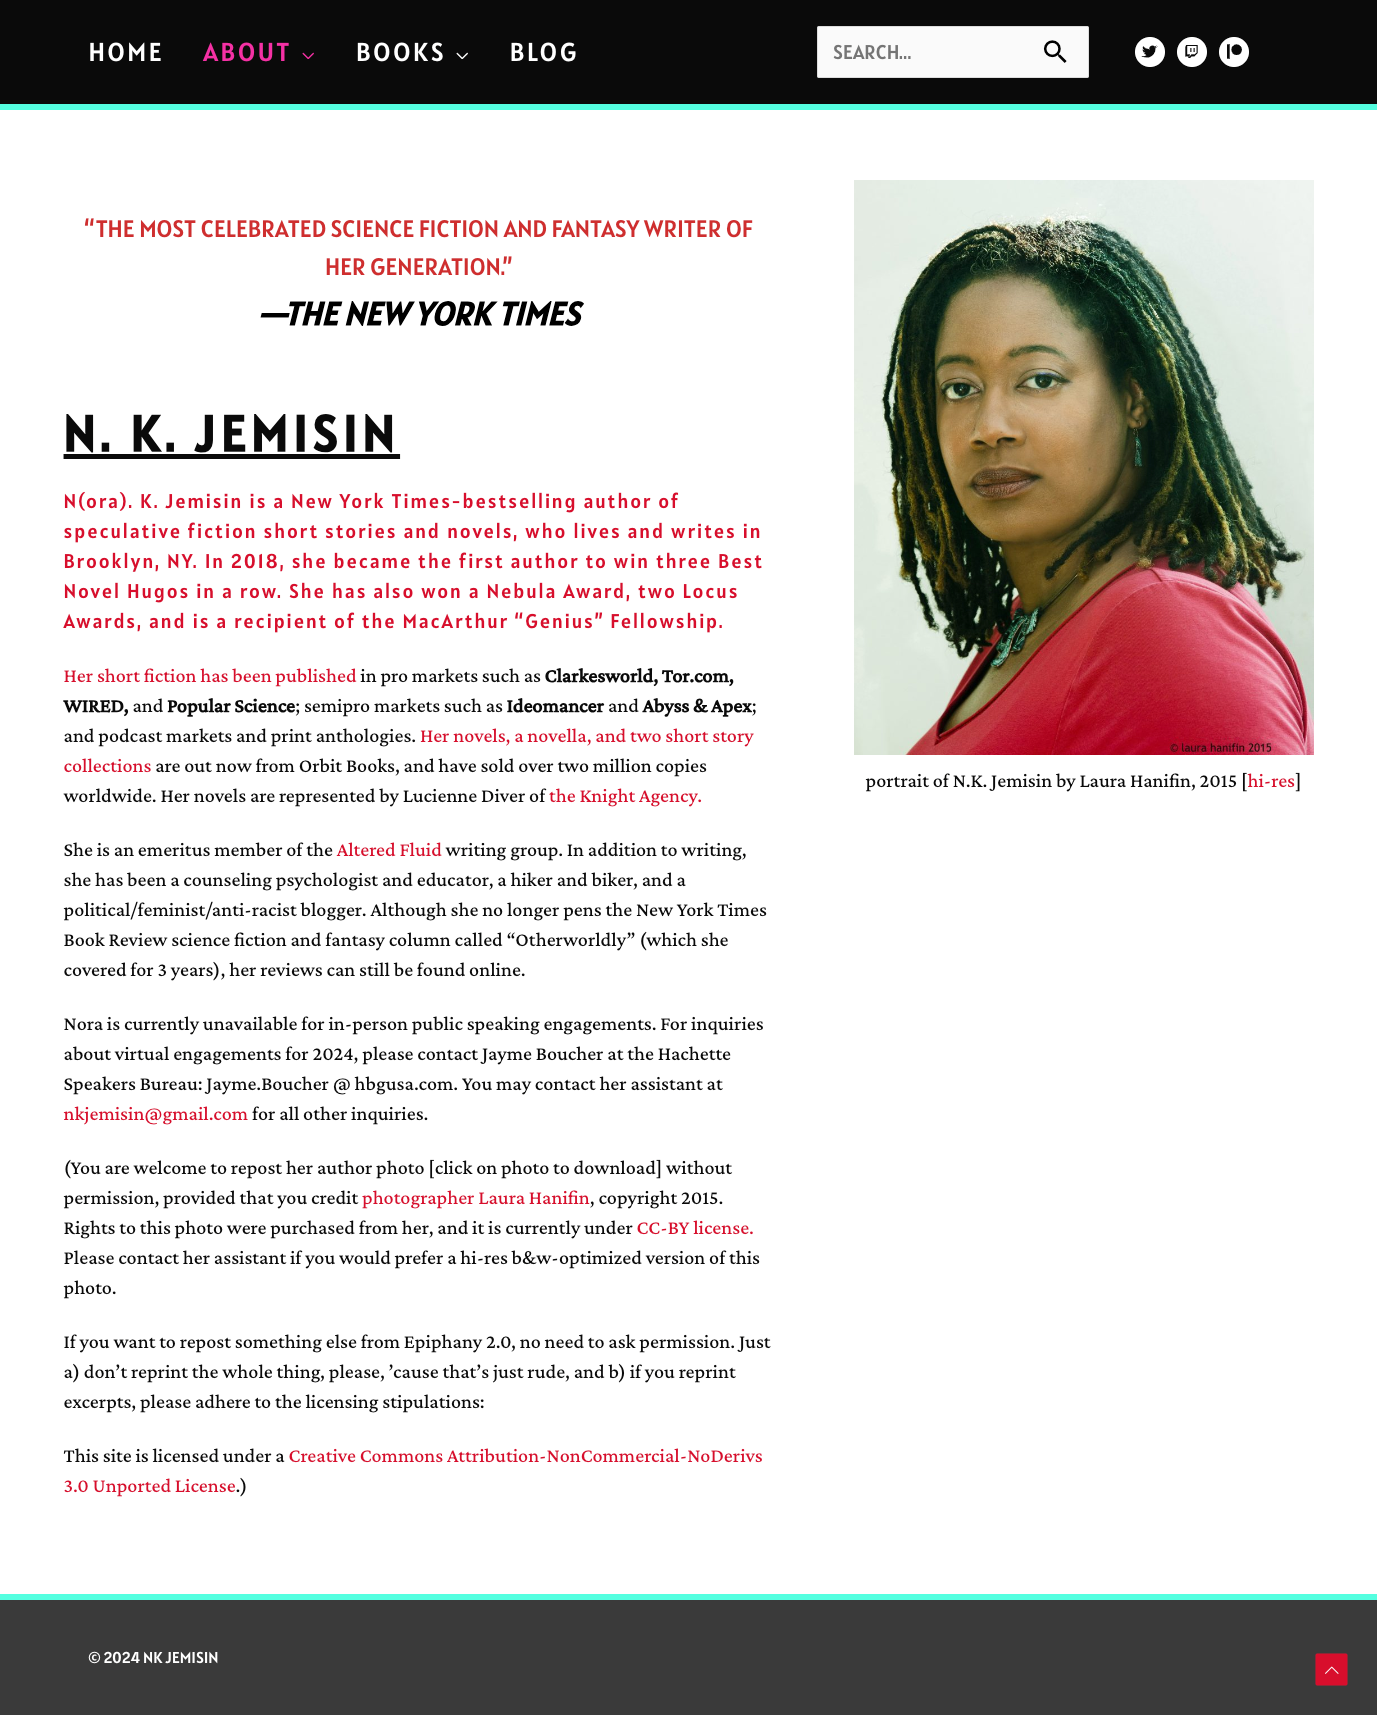 HOME ABOUT BOOKS BLOG SEARCH...
“THE MOST CELEBRATED SCIENCE FICTION AND FANTASY WRITER OF
HER GENERATION.”
—THE NEW YORK TIMES
N. K. JEMISIN
N(ora). K. Jemisin is a New York Times-bestselling author of
speculative fiction short stories and novels, who lives and writes in
Brooklyn, NY. In 2018, she became the first author to win three Best
Novel Hugos in a row. She has also won a Nebula Award, two Locus
Awards, and is a recipient of the MacArthur “Genius” Fellowship.
Her short fiction has been published in pro markets such as Clarkesworld, Tor.com,
WIRED, and Popular Science; semipro markets such as Ideomancer and Abyss & Apex;
and podcast markets and print anthologies. Her novels, a novella, and two short story
collections are out now from Orbit Books, and have sold over two million copies
worldwide. Her novels are represented by Lucienne Diver of the Knight Agency.
She is an emeritus member of the Altered Fluid writing group. In addition to writing,
she has been a counseling psychologist and educator, a hiker and biker, and a
political/feminist/anti-racist blogger. Although she no longer pens the New York Times
Book Review science fiction and fantasy column called “Otherworldly” (which she
covered for 3 years), her reviews can still be found online.
Nora is currently unavailable for in-person public speaking engagements. For inquiries
about virtual engagements for 2024, please contact Jayme Boucher at the Hachette
Speakers Bureau: Jayme.Boucher @ hbgusa.com. You may contact her assistant at
nkjemisin@gmail.com for all other inquiries.
(You are welcome to repost her author photo [click on photo to download] without
permission, provided that you credit photographer Laura Hanifin, copyright 2015.
Rights to this photo were purchased from her, and it is currently under CC-BY license.
Please contact her assistant if you would prefer a hi-res b&w-optimized version of this
photo.
If you want to repost something else from Epiphany 2.0, no need to ask permission. Just
a) don’t reprint the whole thing, please, ’cause that’s just rude, and b) if you reprint
excerpts, please adhere to the licensing stipulations:
This site is licensed under a Creative Commons Attribution-NonCommercial-NoDerivs
3.0 Unported License.)
© laura hanifin 2015
portrait of N.K. Jemisin by Laura Hanifin, 2015 [hi-res]
© 2024 NK JEMISIN